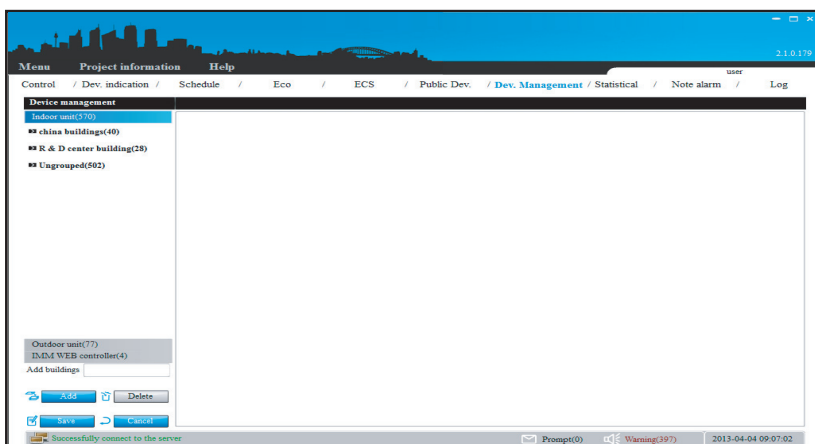 2.1.0.179
Menu Project information Help
user
Control / Dev. indication / Schedule / Eco / ECS / Public Dev. / Dev. Management / Statistical / Note alarm / Log
Device management
Indoor unit(570)
china buildings(40)
R & D center building(28)
Ungrouped(502)
Outdoor unit(77)
IMM WEB controller(4)
Add buildings
Add Delete
Save Cancel
Successfully connect to the server Prompt(0) Warning(397) 2013-04-04 09:07:02